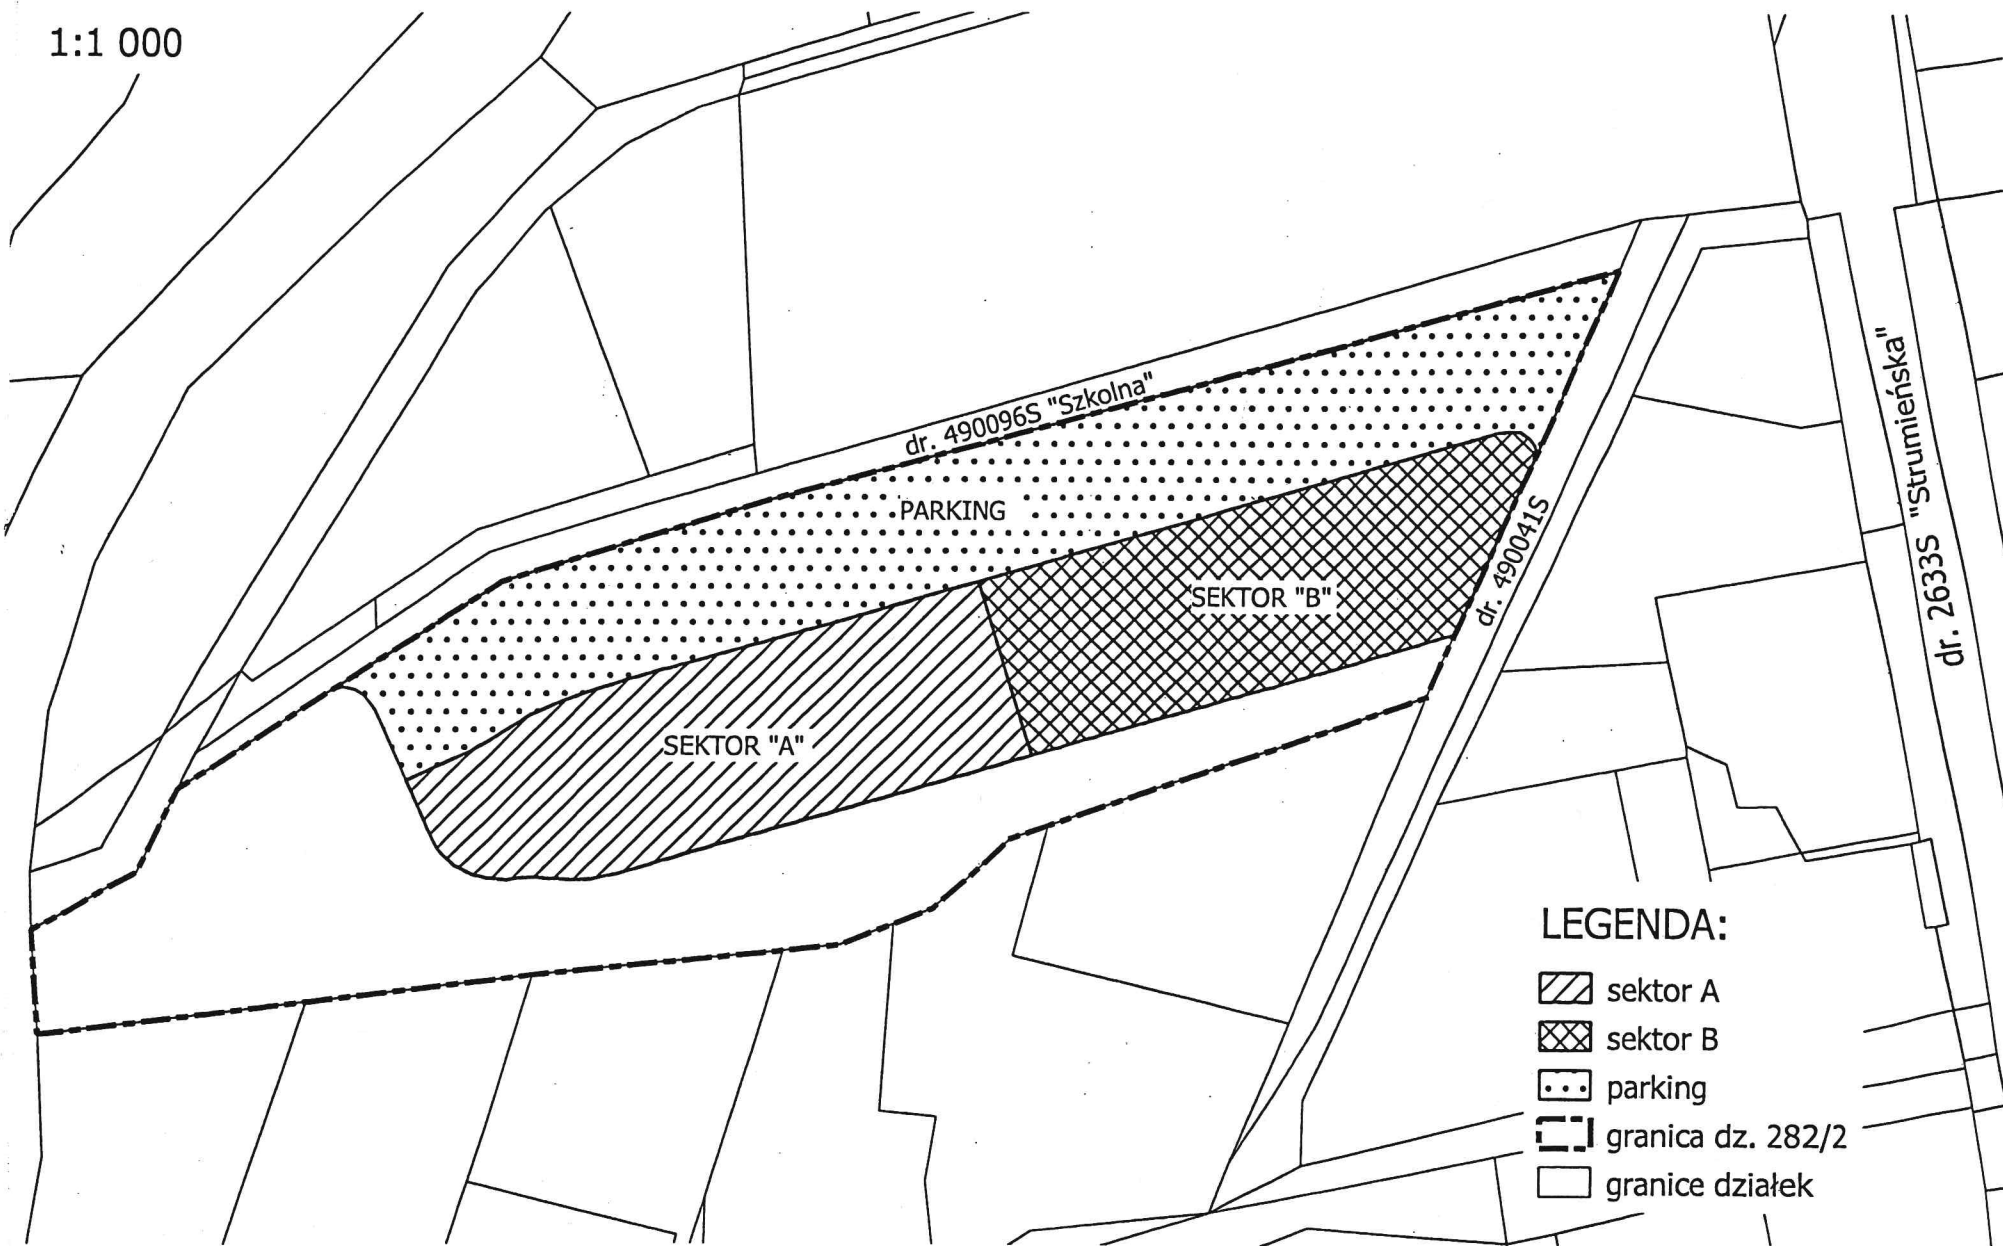 1:1 000
dr. 490096S "Szkolna"
PARKING
SEKTOR "B"
SEKTOR "A"
dr. 490041S
dr. 2633S "Strumieńska"
LEGENDA:
sektor A
sektor B
parking
granica dz. 282/2
granice działek